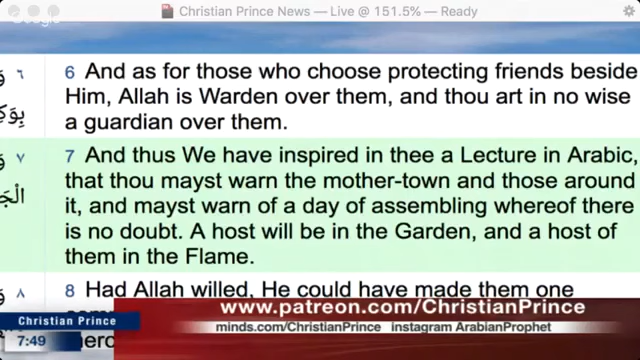 Christian Prince News — Live @ 151.5% — Ready
Google
6 And as for those who choose protecting friends beside
Him, Allah is Warden over them, and thou art in no wise
a guardian over them.
٦
7 And thus We have inspired in thee a Lecture in Arabic,
that thou mayst warn the mother-town and those around
it, and mayst warn of a day of assembling whereof there
is no doubt. A host will be in the Garden, and a host of
them in the Flame.
٧
8 Had Allah willed, He could have made them one
٨
www.patreon.com/ChristianPrince
Christian Prince
minds.com/ChristianPrince instagram ArabianProphet
7:49